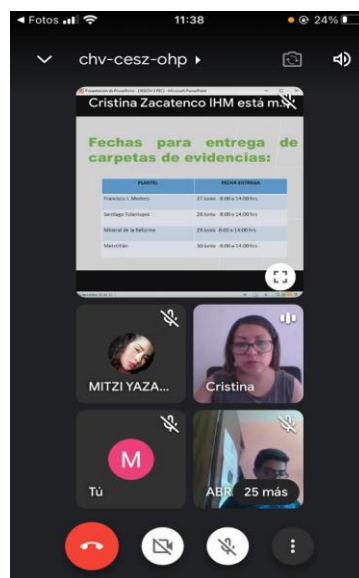 Fotos
11:38
24%
chv-cesz-ohp
Cristina Zacatenco IHM está m...
Fechas para entrega de
carpetas de evidencias:
PLANTEL FECHA ENTREGA
Francisco I. Madero 27 Junio 8:00 a 14:00 hrs
Santiago Tulantepec 28 Junio 8:00 a 14:00 hrs
Mineral de la Reforma 29 Junio 8:00 a 14:00 hrs
Metztitlán 30 Junio 8:00 a 14:00 hrs
MITZI YAZA...
Cristina
M
Tú
ABR
25 más